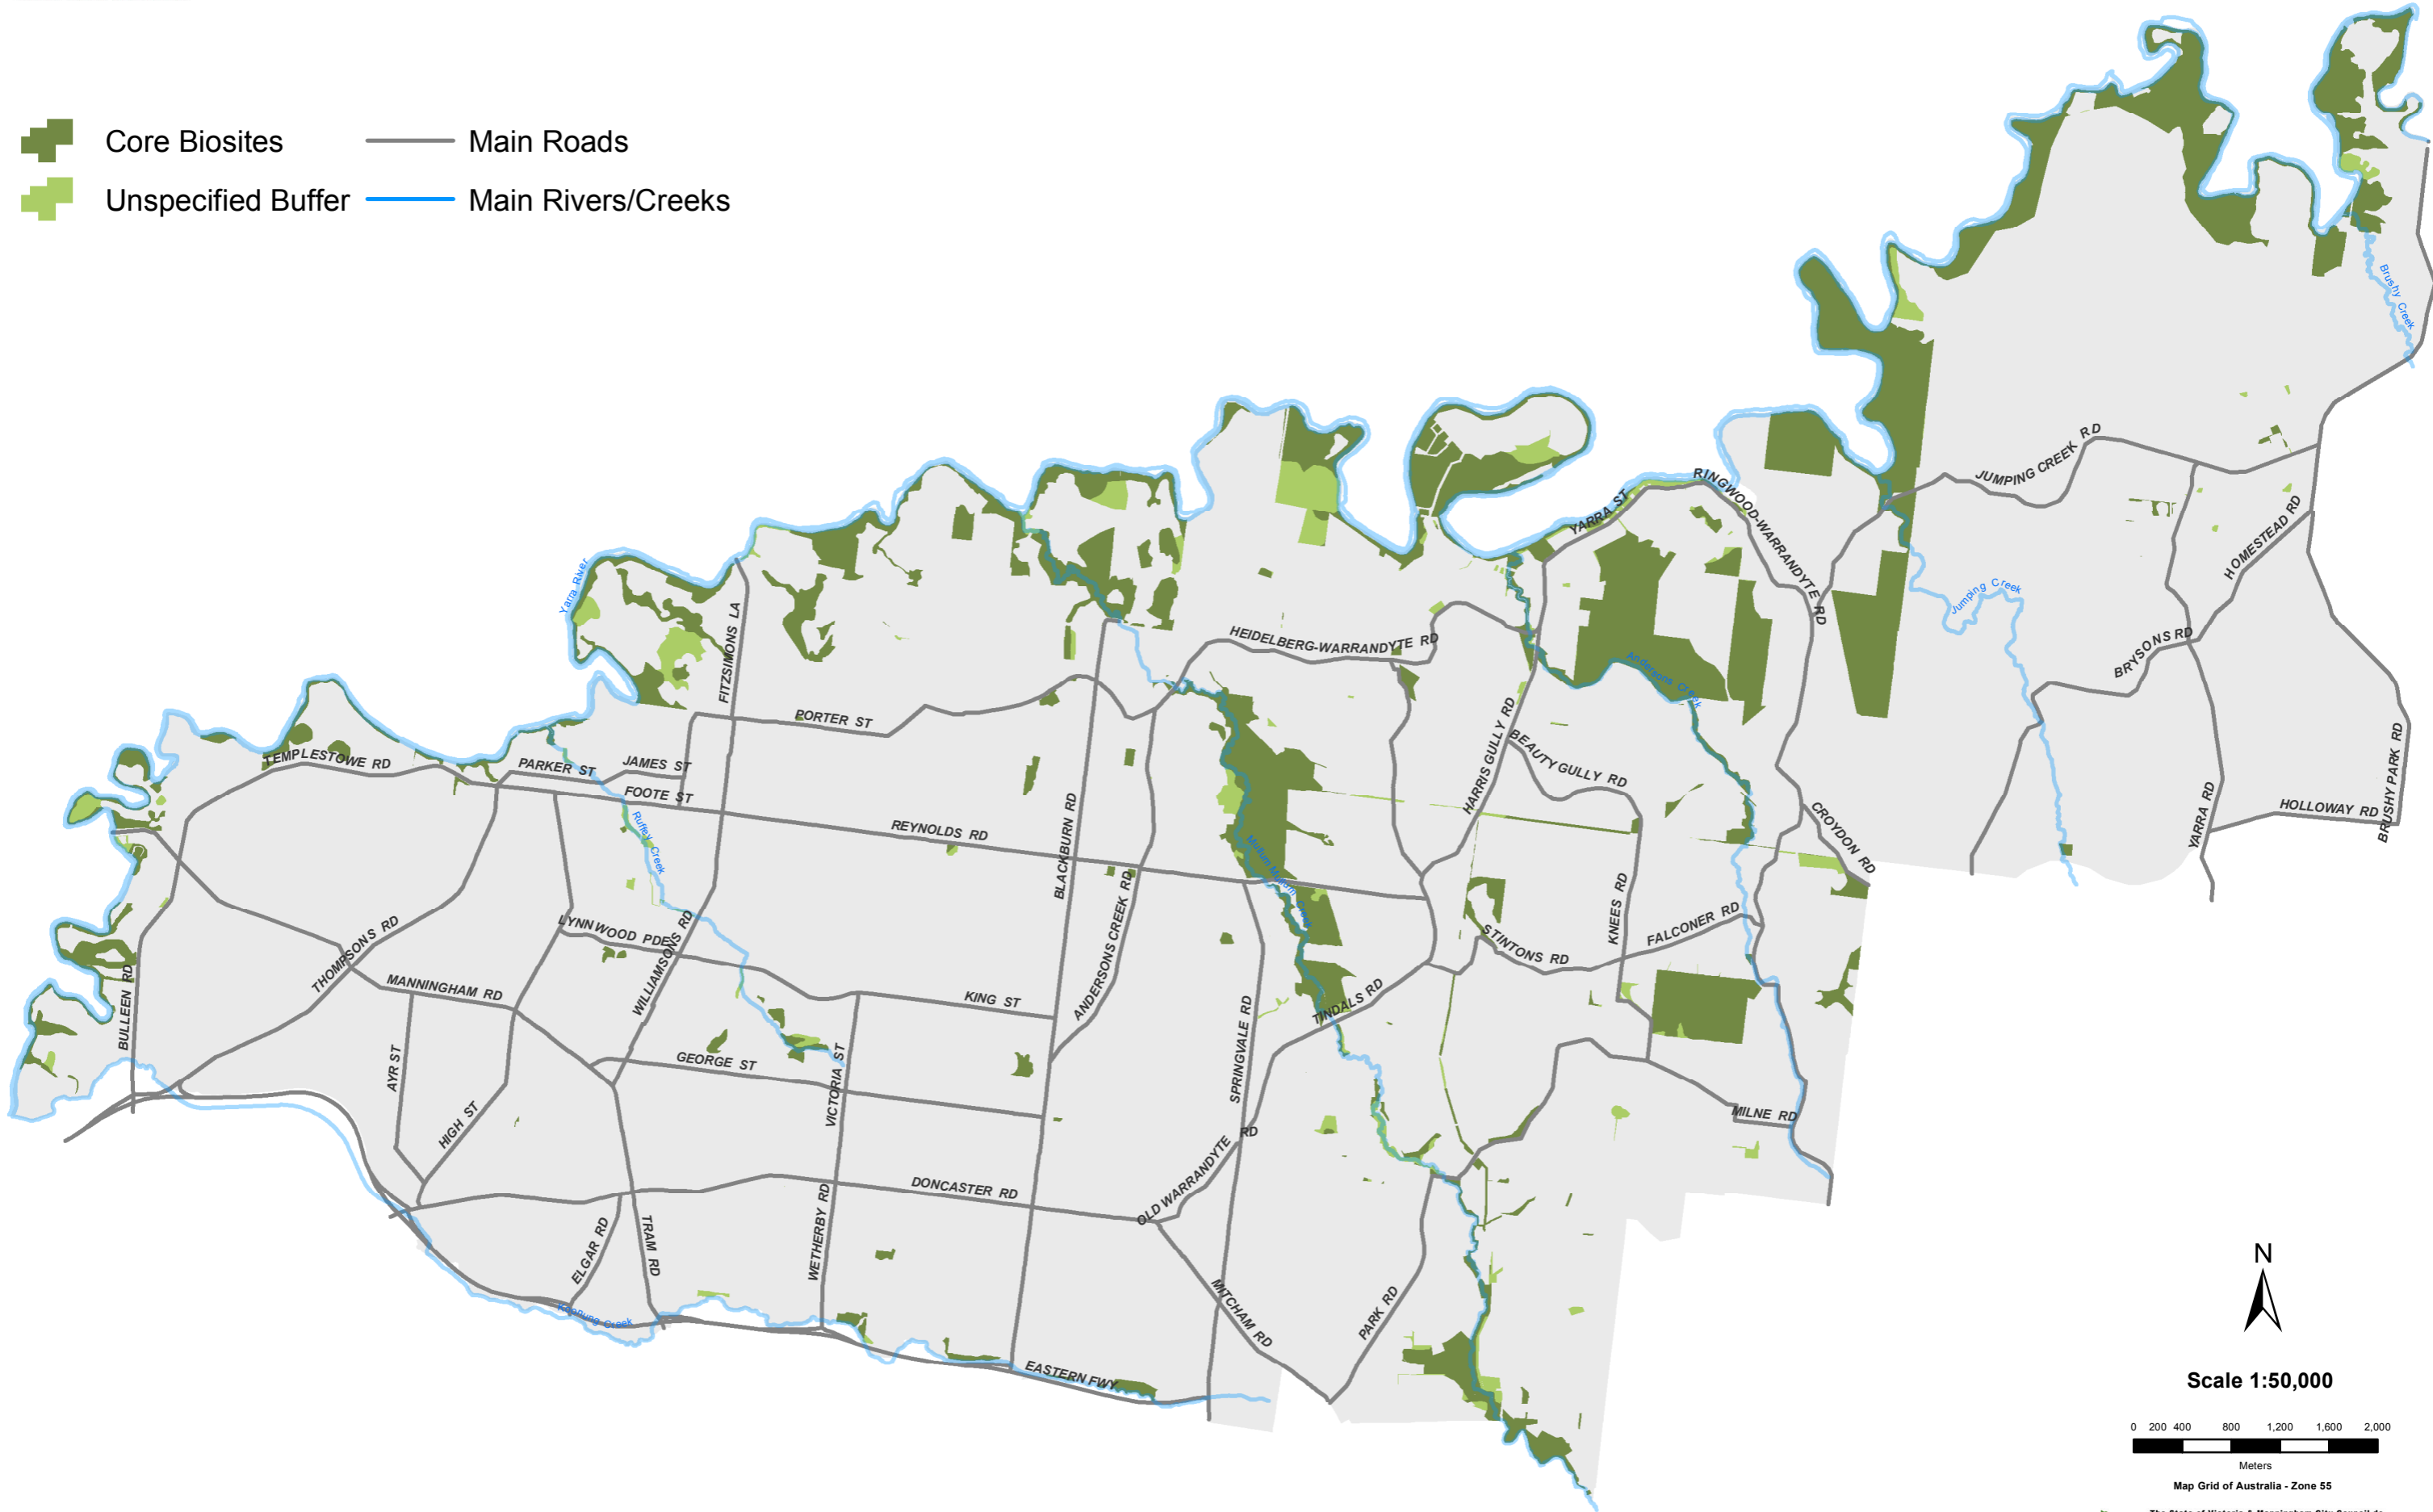 Core Biosites
Main Roads
Unspecified Buffer
Main Rivers/Creeks
Brushy Creek
JUMPING CREEK RD
RINGWOOD-WARRANDYTE RD
YARRA ST
HOMESTEAD RD
Yarra River
Jumping Creek
FITZSIMONS LA
HEIDELBERG-WARRANDYTE RD
BRYSONS RD
Andersons Creek
PORTER ST
HARRIS GULLY RD
BEAUTY GULLY RD
TEMPLESTOWE RD
PARKER ST
JAMES ST
FOOTE ST
BRUSHY PARK RD
YARRA RD
HOLLOWAY RD
CROYDON RD
REYNOLDS RD
BLACKBURN RD
Ruffey Creek
Mullum Mullum Creek
ANDERSONS CREEK RD
KNEES RD
FALCONER RD
STINTONS RD
LYNNWOOD PDE
THOMPSONS RD
WILLIAMSONS RD
MANNINGHAM RD
BULLEEN RD
KING ST
TINDALS RD
SPRINGVALE RD
GEORGE ST
VICTORIA ST
AYR ST
HIGH ST
MILNE RD
OLD WARRANDYTE RD
DONCASTER RD
WETHERBY RD
ELGAR RD
TRAM RD
MITCHAM RD
PARK RD
Koonung Creek
EASTERN FWY
N
Scale 1:50,000
0 200 400 800 1,200 1,600 2,000
Meters
Map Grid of Australia - Zone 55